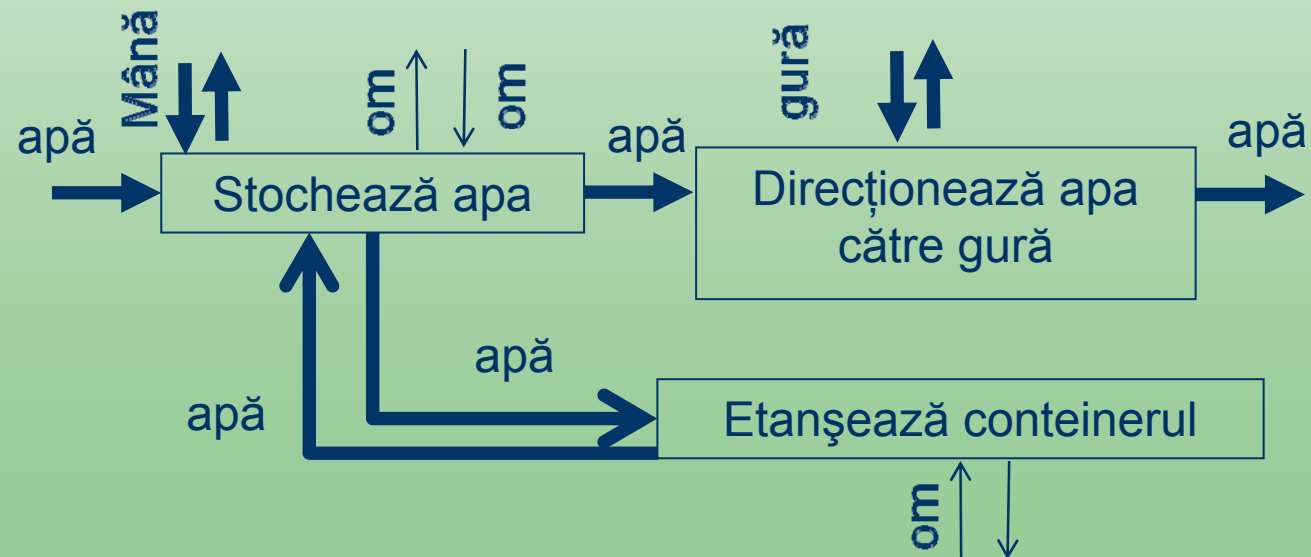 Mână
om
om
gură
apă
apă
apă
Stochează apa
Direcționează apa
către gură
apă
apă
Etanşează conteinerul
om